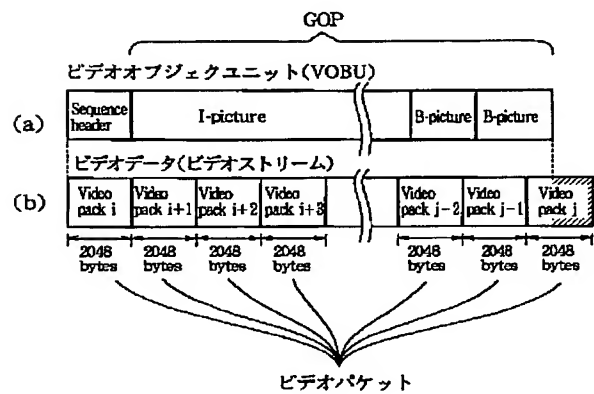 GOP
ビデオオブジェクユニット(VOBU)
(a)
Sequence
header
I-picture
B-picture
B-picture
ビデオデータ(ビデオストリーム)
(b)
Video
pack i
Video
pack i+1
Video
pack i+2
Video
pack i+3
Video
pack j-2
Video
pack j-1
Video
pack j
2048
bytes
2048
bytes
2048
bytes
2048
bytes
2048
bytes
2048
bytes
2048
bytes
ビデオパケット